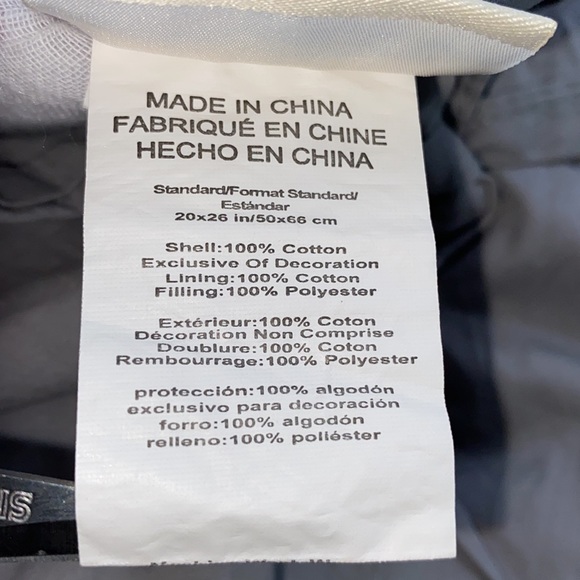 MADE IN CHINA
FABRIQUÉ EN CHINE
HECHO EN CHINA
Standard/Format Standard/
Estándar
20x26 in/50x66 cm
Shell:100% Cotton
Exclusive Of Decoration
Lining:100% Cotton
Filling:100% Polyester
Extérieur:100% Coton
Décoration Non Comprise
Doublure:100% Coton
Rembourrage:100% Polyester
protección:100% algodón
exclusivo para decoración
forro:100% algodón
relleno:100% poliéster